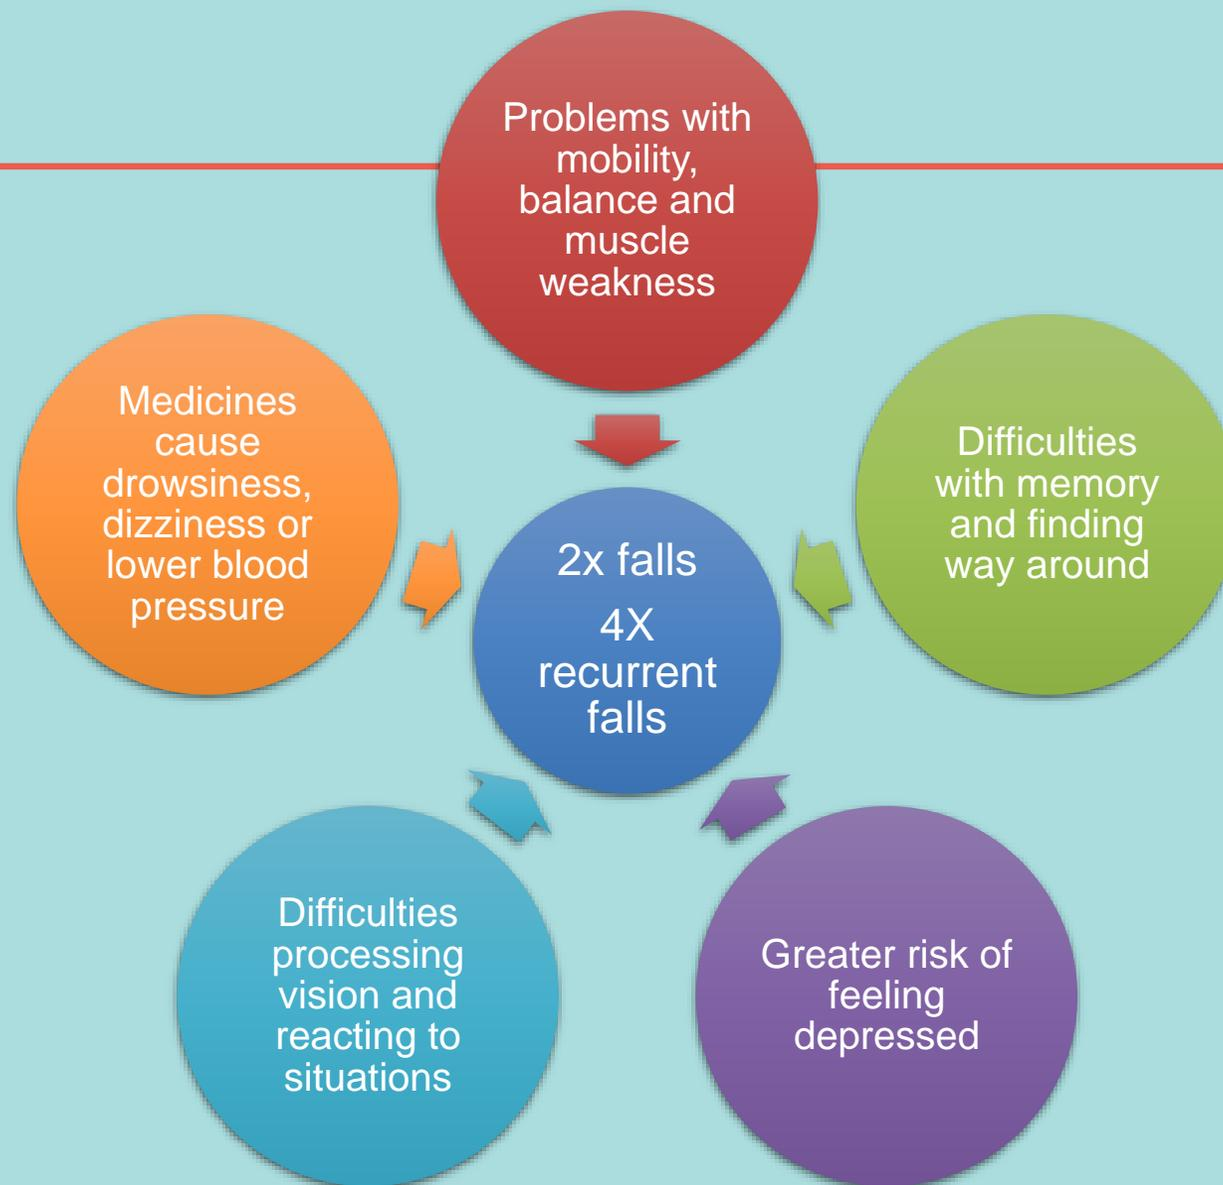 Problems with
mobility,
balance and
muscle
weakness
Medicines
cause
drowsiness,
dizziness or
lower blood
pressure
Difficulties
with memory
and finding
way around
2x falls
4X
recurrent
falls
Difficulties
processing
vision and
reacting to
situations
Greater risk of
feeling
depressed